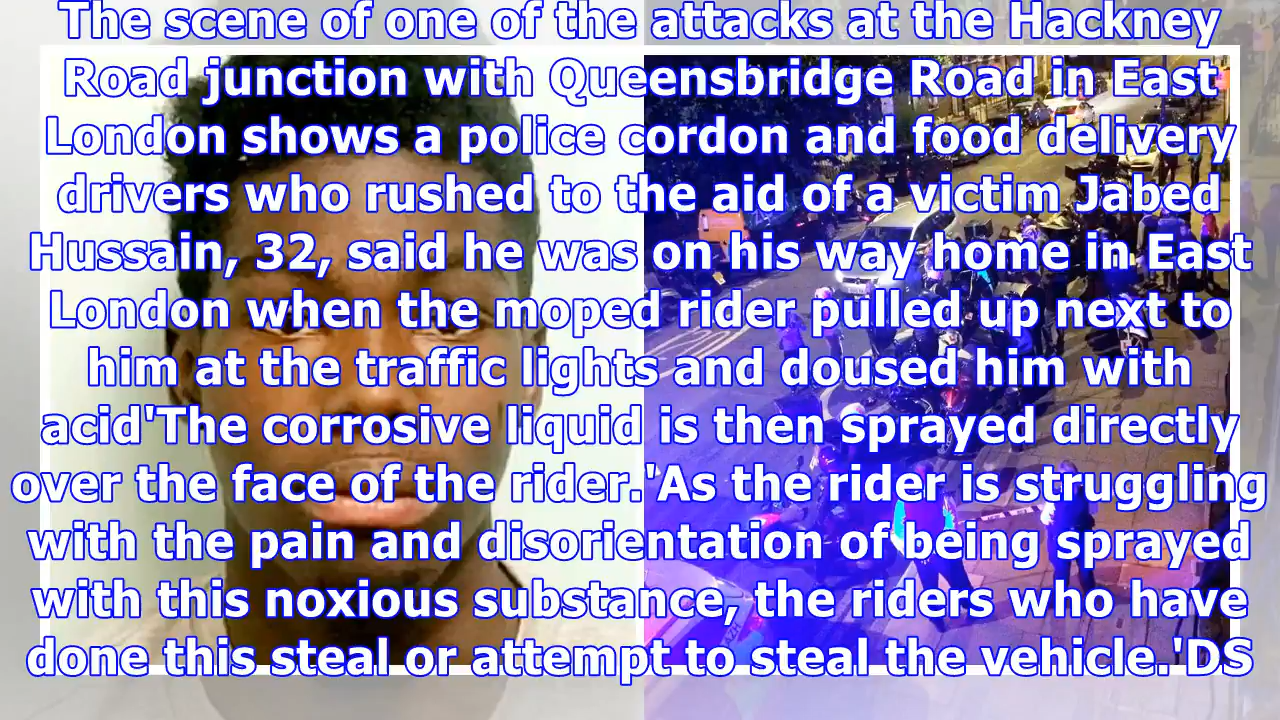 The scene of one of the attacks at the Hackney
Road junction with Queensbridge Road in East
London shows a police cordon and food delivery
drivers who rushed to the aid of a victim Jabed
Hussain, 32, said he was on his way home in East
London when the moped rider pulled up next to
him at the traffic lights and doused him with
acid'The corrosive liquid is then sprayed directly
over the face of the rider.'As the rider is struggling
with the pain and disorientation of being sprayed
with this noxious substance, the riders who have
done this steal or attempt to steal the vehicle.'DS